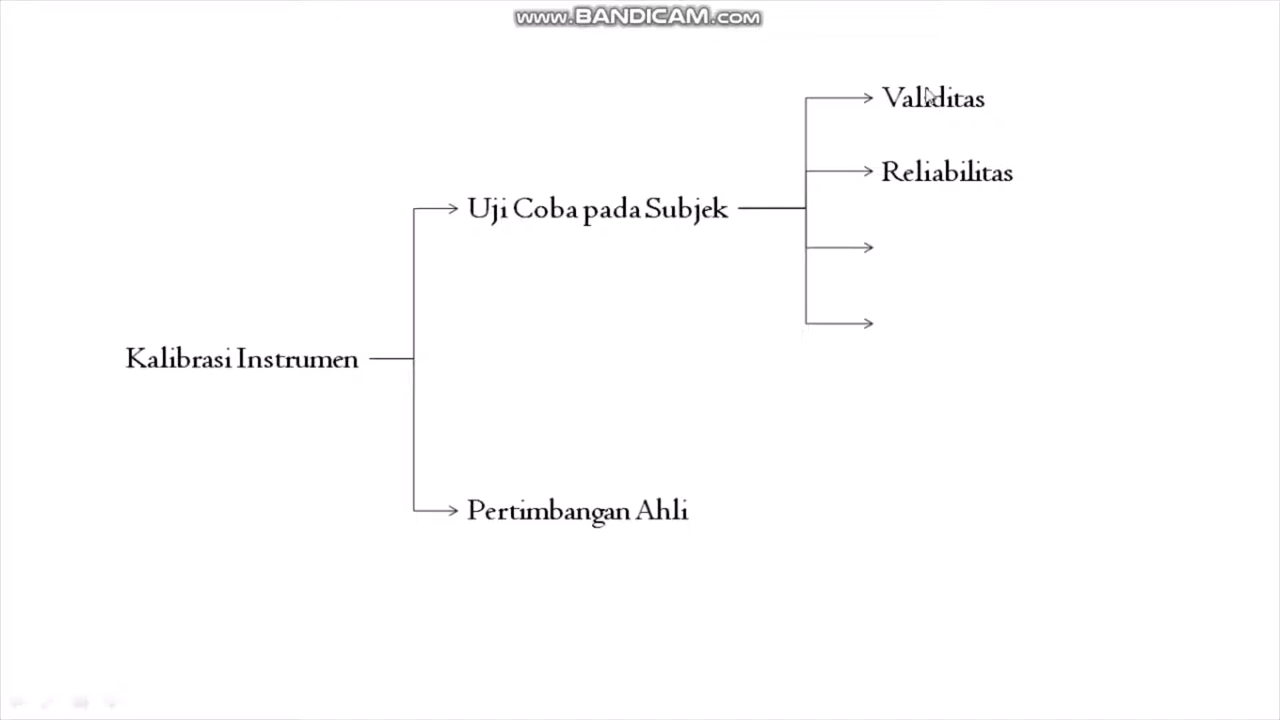 www.BANDICAM.com
Validitas
Reliabilitas
Uji Coba pada Subjek
Kalibrasi Instrumen
Pertimbangan Ahli